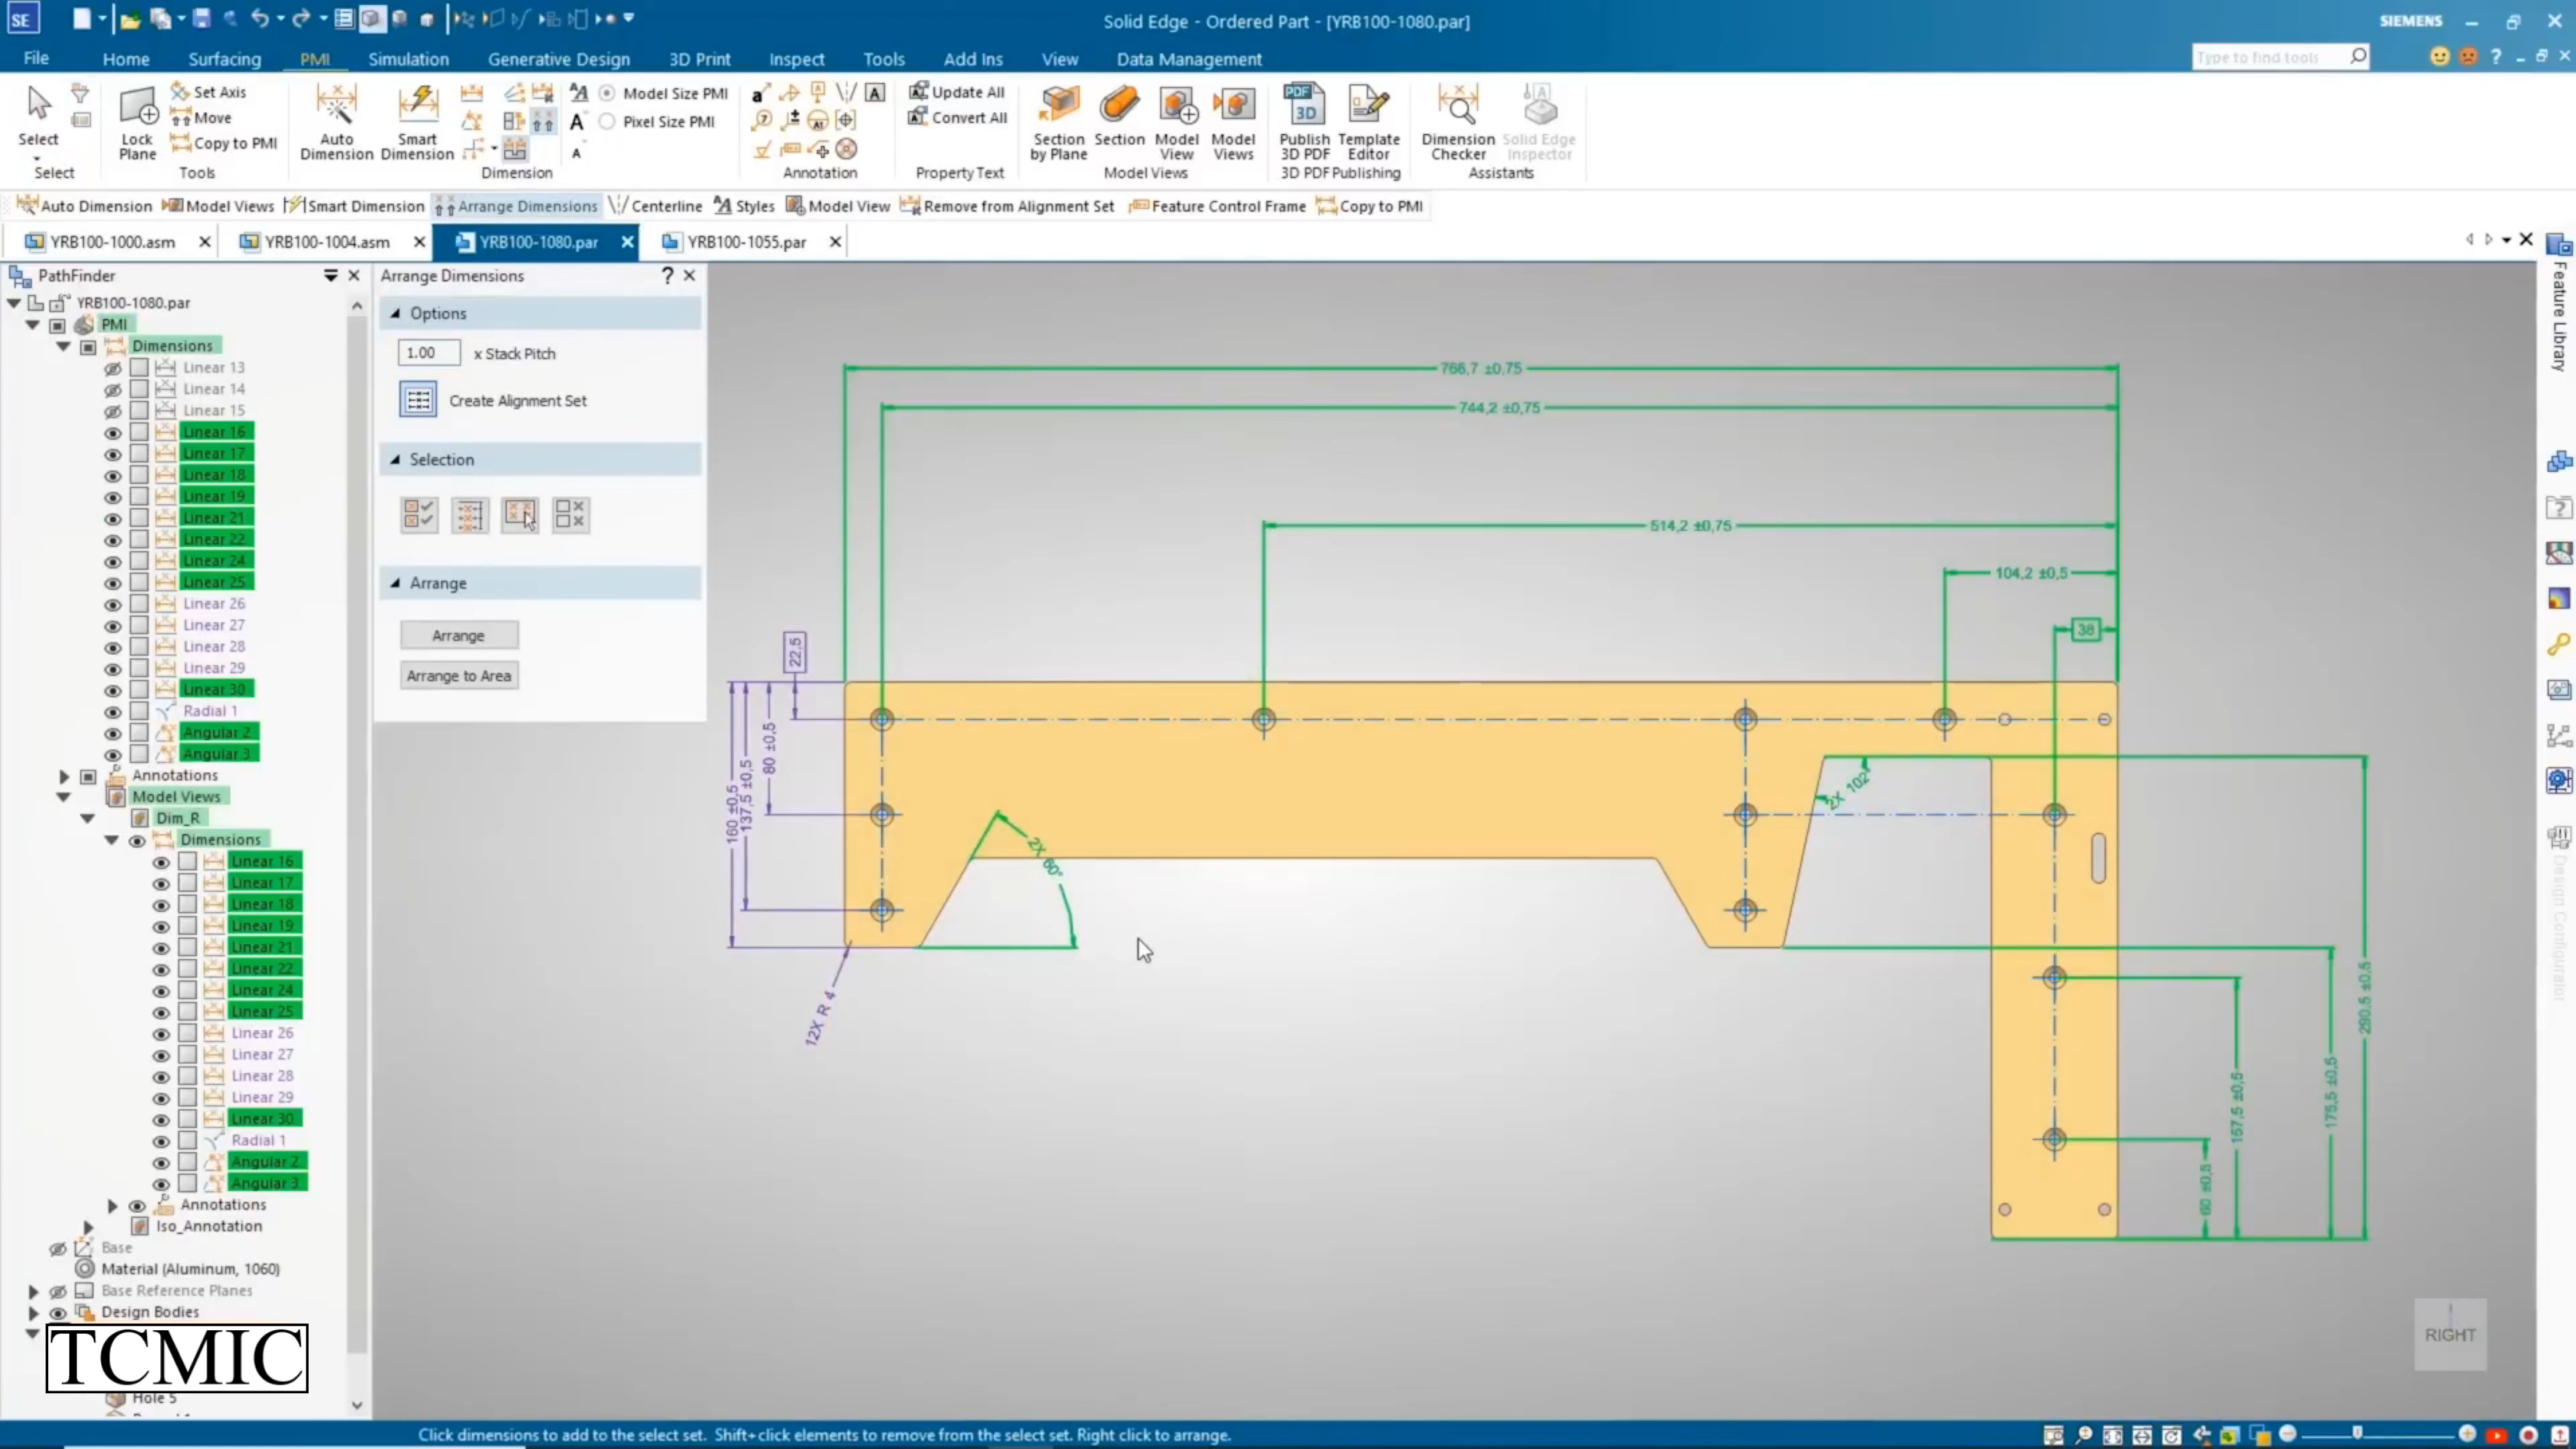 SE
Solid Edge - Ordered Part - [YRB100-1080.par]
SIEMENS
File
Home
Surfacing
PMI
Simulation
Generative Design
3D Print
Inspect
Tools
Add Ins
View
Data Management
Type to find tools
Select
Select
Lock Plane
Set Axis
Move
Copy to PMI
Tools
Auto Dimension
Smart Dimension
Model Size PMI
Pixel Size PMI
Dimension
Annotation
Update All
Convert All
Property Text
Section by Plane
Section
Model View
Model Views
Model Views
PDF 3D
Publish 3D PDF
Template Editor
3D PDF Publishing
Dimension Checker
Solid Edge Inspector
Assistants
Auto Dimension
Model Views
Smart Dimension
Arrange Dimensions
Centerline
Styles
Model View
Remove from Alignment Set
Feature Control Frame
Copy to PMI
YRB100-1000.asm
YRB100-1004.asm
YRB100-1080.par
YRB100-1055.par
PathFinder
YRB100-1080.par
PMI
Dimensions
Linear 13
Linear 14
Linear 15
Linear 16
Linear 17
Linear 18
Linear 19
Linear 21
Linear 22
Linear 24
Linear 25
Linear 26
Linear 27
Linear 28
Linear 29
Linear 30
Radial 1
Angular 2
Angular 3
Annotations
Model Views
Dim_R
Dimensions
Linear 16
Linear 17
Linear 18
Linear 19
Linear 21
Linear 22
Linear 24
Linear 25
Linear 26
Linear 27
Linear 28
Linear 29
Linear 30
Radial 1
Angular 2
Angular 3
Annotations
Iso_Annotation
Base
Material (Aluminum, 1060)
Base Reference Planes
Design Bodies
TCMIC
Hole 5
Arrange Dimensions
Options
1.00 x Stack Pitch
Create Alignment Set
Selection
Arrange
Arrange
Arrange to Area
766,7 ±0,75
744,2 ±0,75
514,2 ±0,75
104,2 ±0,5
38
22,5
80 ±0,5
137,5 ±0,5
160 ±0,5
2X 102°
2X 60°
12X R 4
290,5 ±0,5
175,5 ±0,5
157,5 ±0,5
60 ±0,5
RIGHT
Feature Library
Design Configurator
Click dimensions to add to the select set. Shift+click elements to remove from the select set. Right click to arrange.